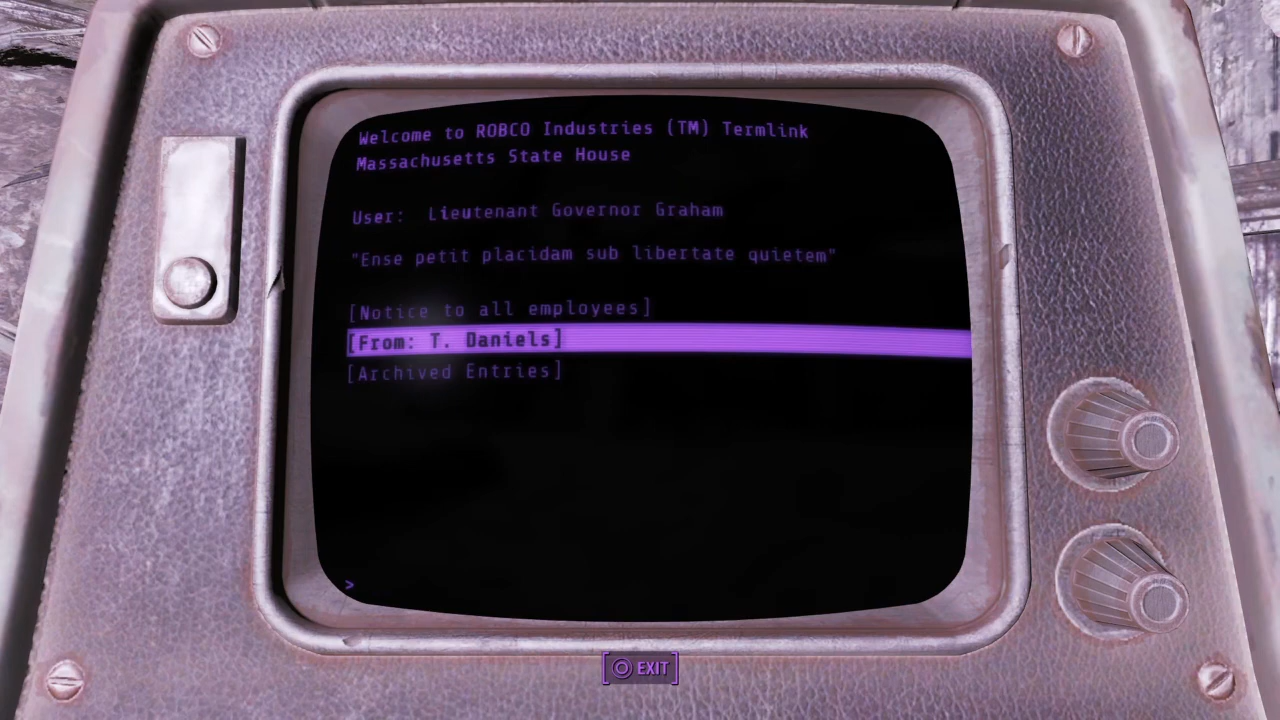 Welcome to ROBCO Industries (TM) Termlink
Massachusetts State House
User: Lieutenant Governor Graham
"Ense petit placidam sub libertate quietem"
[Notice to all employees]
[From: T. Daniels]
[Archived Entries]
>
EXIT